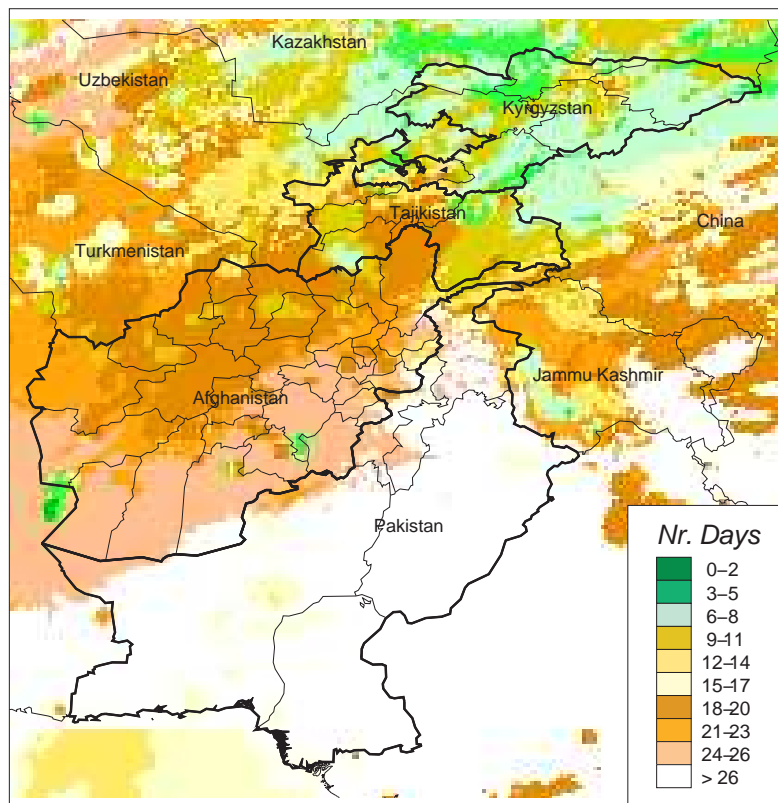 Kazakhstan
Uzbekistan
Kyrgyzstan
Tajikistan
China
Turkmenistan
Jammu Kashmir
Afghanistan
Pakistan
Nr. Days
0–2
3–5
6–8
9–11
12–14
15–17
18–20
21–23
24–26
> 26